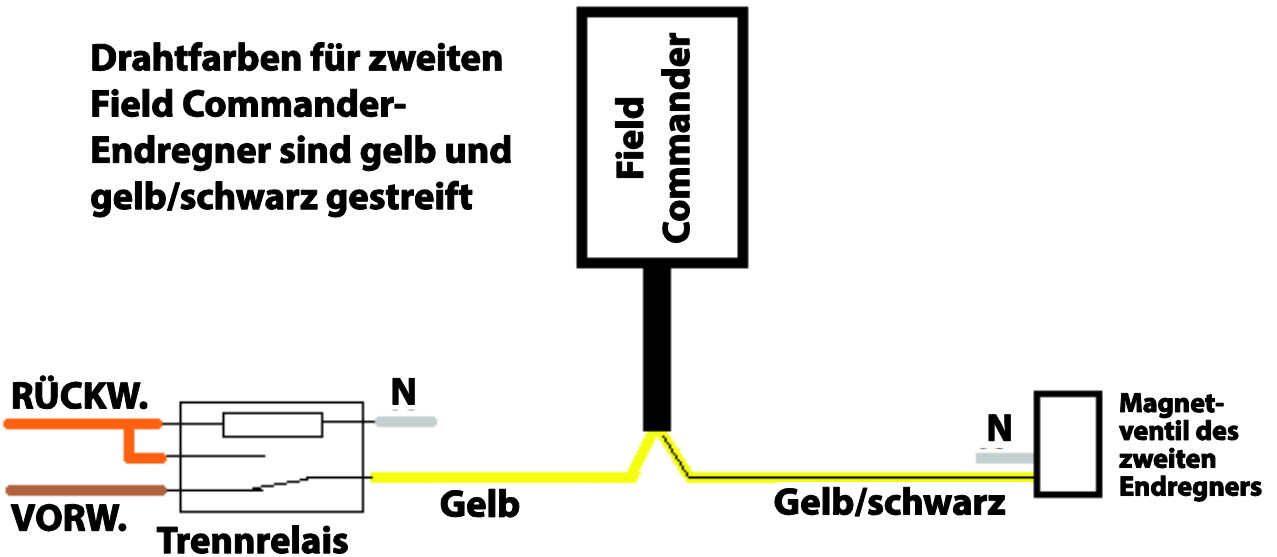 Drahtfarben für zweiten
Field Commander-
Endregner sind gelb und
gelb/schwarz gestreift
Field
Commander
RÜCKW.
N
VORW.
Trennrelais
Gelb
Gelb/schwarz
N
Magnet-
ventil des
zweiten
Endregners